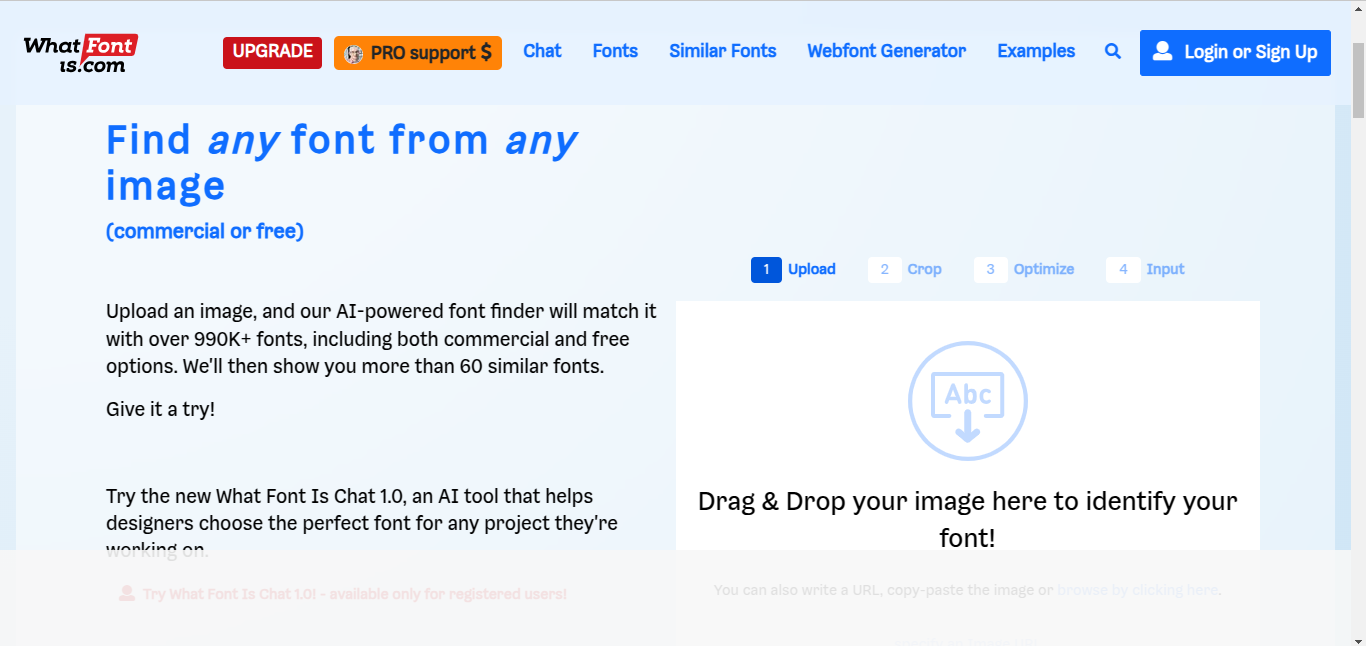 What Font
is.com
UPGRADE
PRO support $
Chat
Fonts
Similar Fonts
Webfont Generator
Examples
Login or Sign Up
Find any font from any
image
(commercial or free)
1 Upload
2 Crop
3 Optimize
4 Input
Upload an image, and our AI-powered font finder will match it
with over 990K+ fonts, including both commercial and free
options. We'll then show you more than 60 similar fonts.
Give it a try!
Try the new What Font Is Chat 1.0, an AI tool that helps
designers choose the perfect font for any project they're
working on.
Try What Font Is Chat 1.0! - available only for registered users!
Abc
Drag & Drop your image here to identify your
font!
You can also write a URL, copy-paste the image or browse by clicking here.